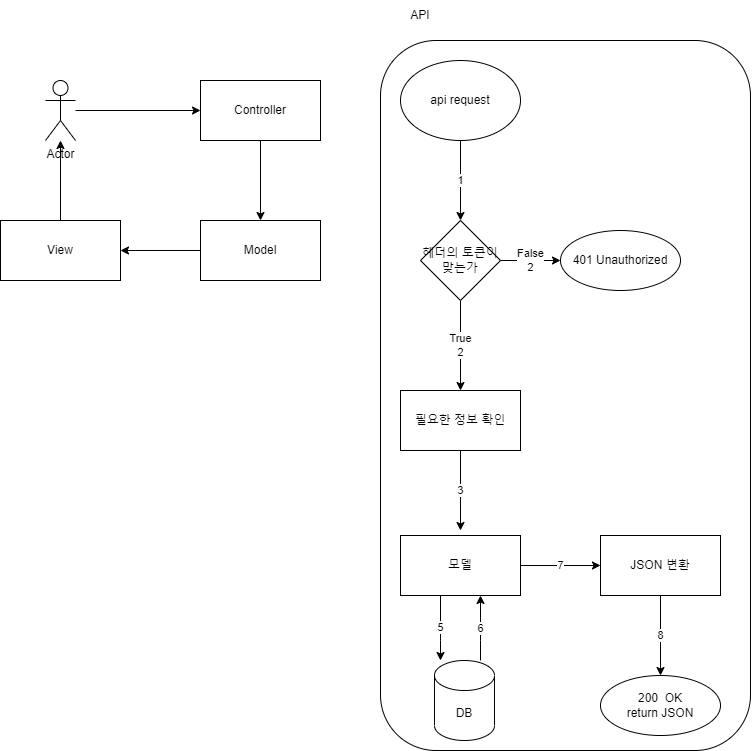 API
Actor
Controller
View
Model
api request
1
헤더의 토큰이
맞는가
False
2
401 Unauthorized
True
2
필요한 정보 확인
3
모델
7
JSON 변환
5
6
8
DB
200 OK
return JSON